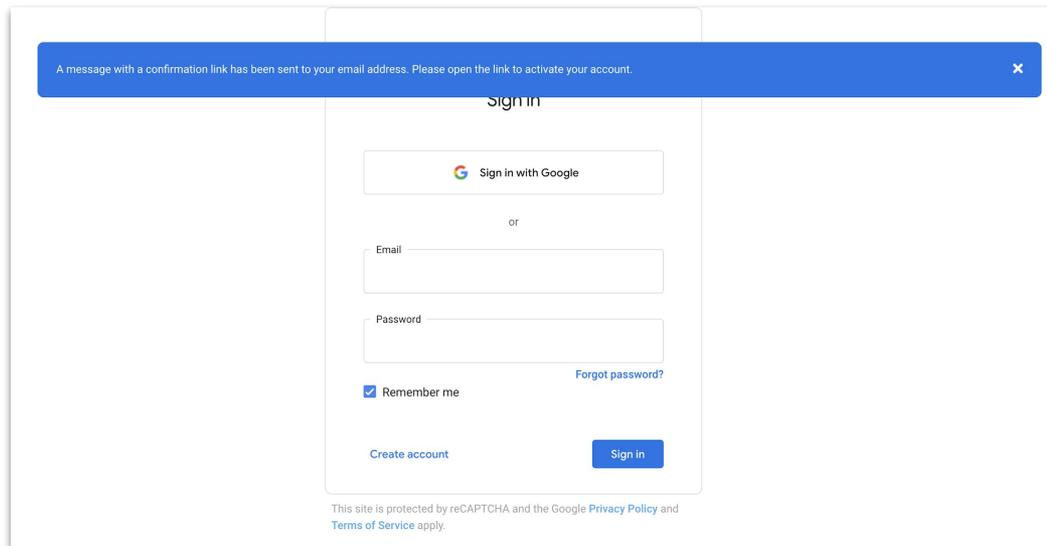 A message with a confirmation link has been sent to your email address. Please open the link to activate your account.
Sign in
Sign in with Google
or
Email
Password
Forgot password?
Remember me
Create account
Sign in
This site is protected by reCAPTCHA and the Google Privacy Policy and
Terms of Service apply.